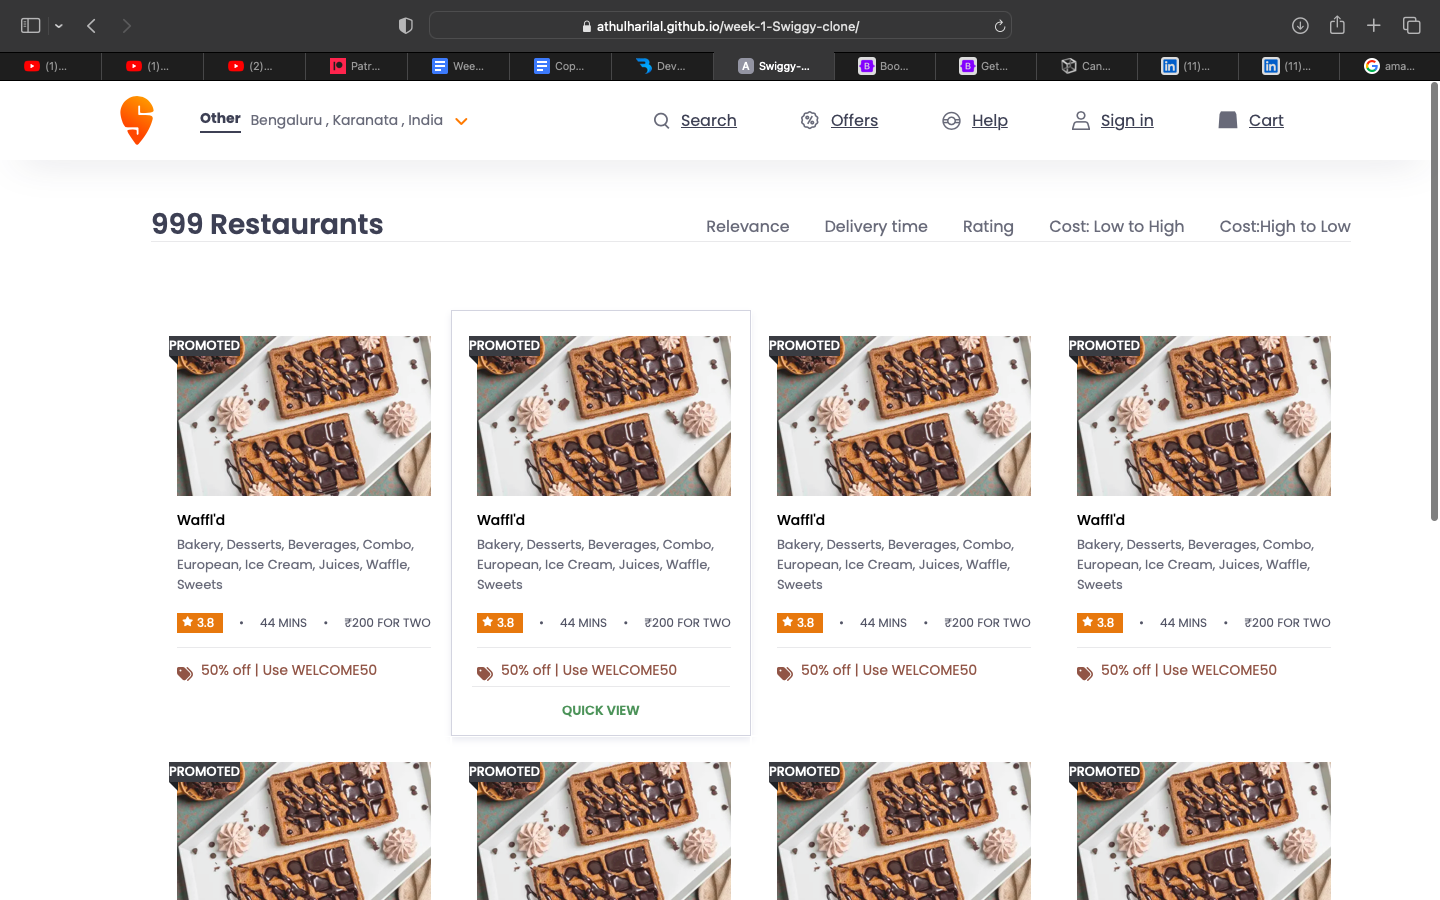 athulharilal.github.io/week-1-Swiggy-clone/
(1)...
(1)...
(2)...
Patr...
Wee...
Cop...
Dev...
A Swiggy-...
B Boo...
B Get...
Can...
in (11)...
in (11)...
G ama...
Other Bengaluru , Karanata , India
Search
Offers
Help
Sign in
Cart
999 Restaurants
Relevance Delivery time Rating Cost: Low to High Cost:High to Low
PROMOTED
Waffl'd
Bakery, Desserts, Beverages, Combo,
European, Ice Cream, Juices, Waffle,
Sweets
3.8 • 44 MINS • ₹200 FOR TWO
50% off | Use WELCOME50
PROMOTED
Waffl'd
Bakery, Desserts, Beverages, Combo,
European, Ice Cream, Juices, Waffle,
Sweets
3.8 • 44 MINS • ₹200 FOR TWO
50% off | Use WELCOME50
QUICK VIEW
PROMOTED
Waffl'd
Bakery, Desserts, Beverages, Combo,
European, Ice Cream, Juices, Waffle,
Sweets
3.8 • 44 MINS • ₹200 FOR TWO
50% off | Use WELCOME50
PROMOTED
Waffl'd
Bakery, Desserts, Beverages, Combo,
European, Ice Cream, Juices, Waffle,
Sweets
3.8 • 44 MINS • ₹200 FOR TWO
50% off | Use WELCOME50
PROMOTED
PROMOTED
PROMOTED
PROMOTED